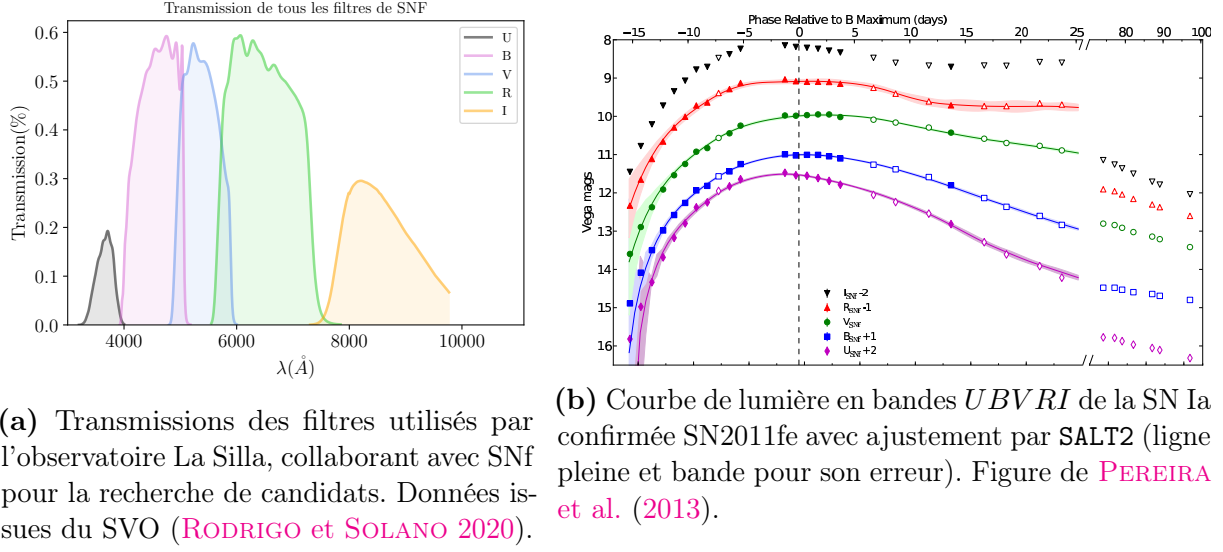 Transmission de tous les filtres de SNF
0.6
0.5
0.4
0.3
0.2
0.1
0.0
Transmission(%)
4000 6000 8000 10000
λ(Å)
U
B
V
R
I
Phase Relative to B Maximum (days)
−15 −10 −5 0 5 10 15 20 25 80 90 100
8
9
10
11
12
13
14
15
16
Vega mags
I SNf -2
R SNf -1
V SNf
B SNf +1
U SNf +2
(a) Transmissions des filtres utilisés par
l'observatoire La Silla, collaborant avec SNf
pour la recherche de candidats. Données is-
sues du SVO (RODRIGO et SOLANO 2020).
(b) Courbe de lumière en bandes UBVRI de la SN Ia
confirmée SN2011fe avec ajustement par SALT2 (ligne
pleine et bande pour son erreur). Figure de PEREIRA
et al. (2013).